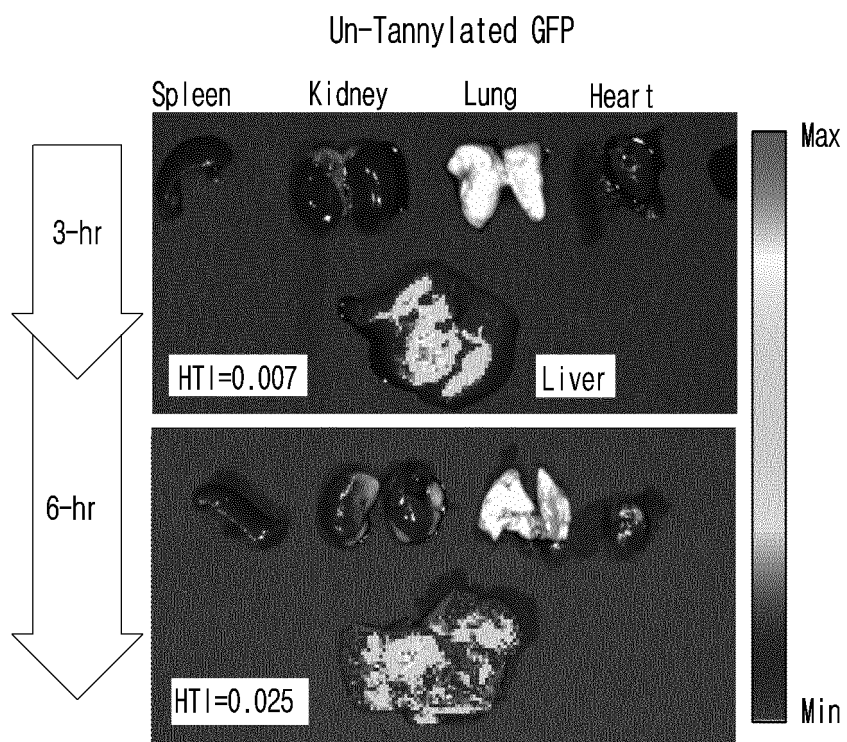 Un-Tannylated GFP
Spleen Kidney Lung Heart
Max
3-hr
HTI=0.007 Liver
6-hr
HTI=0.025
Min